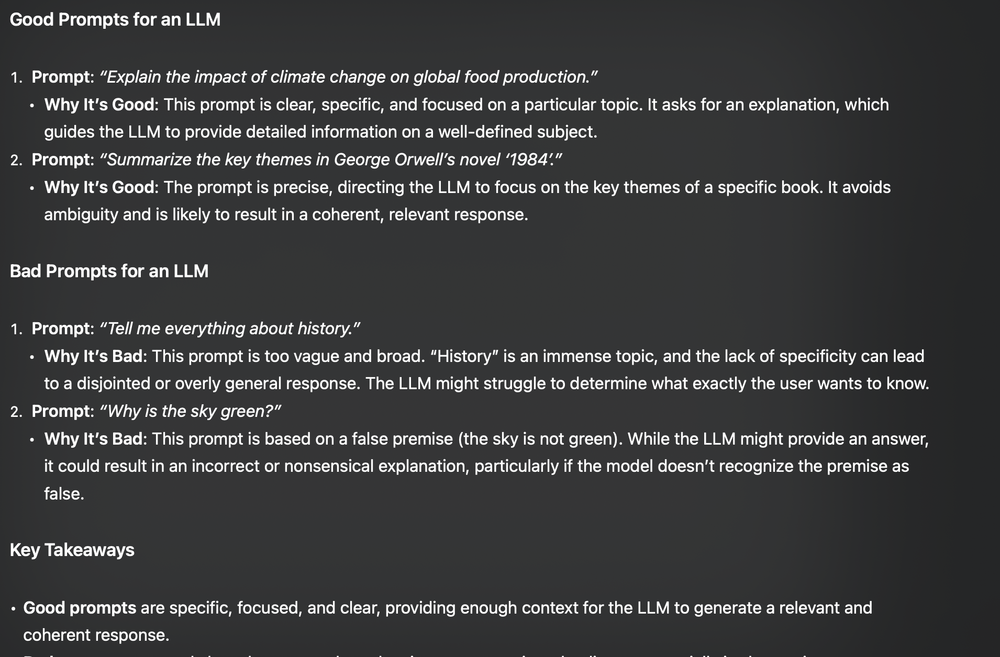 Good Prompts for an LLM
1. Prompt: “Explain the impact of climate change on global food production.”
• Why It’s Good: This prompt is clear, specific, and focused on a particular topic. It asks for an explanation, which
guides the LLM to provide detailed information on a well-defined subject.
2. Prompt: “Summarize the key themes in George Orwell’s novel ‘1984’.”
• Why It’s Good: The prompt is precise, directing the LLM to focus on the key themes of a specific book. It avoids
ambiguity and is likely to result in a coherent, relevant response.
Bad Prompts for an LLM
1. Prompt: “Tell me everything about history.”
• Why It’s Bad: This prompt is too vague and broad. “History” is an immense topic, and the lack of specificity can lead
to a disjointed or overly general response. The LLM might struggle to determine what exactly the user wants to know.
2. Prompt: “Why is the sky green?”
• Why It’s Bad: This prompt is based on a false premise (the sky is not green). While the LLM might provide an answer,
it could result in an incorrect or nonsensical explanation, particularly if the model doesn’t recognize the premise as
false.
Key Takeaways
• Good prompts are specific, focused, and clear, providing enough context for the LLM to generate a relevant and
coherent response.